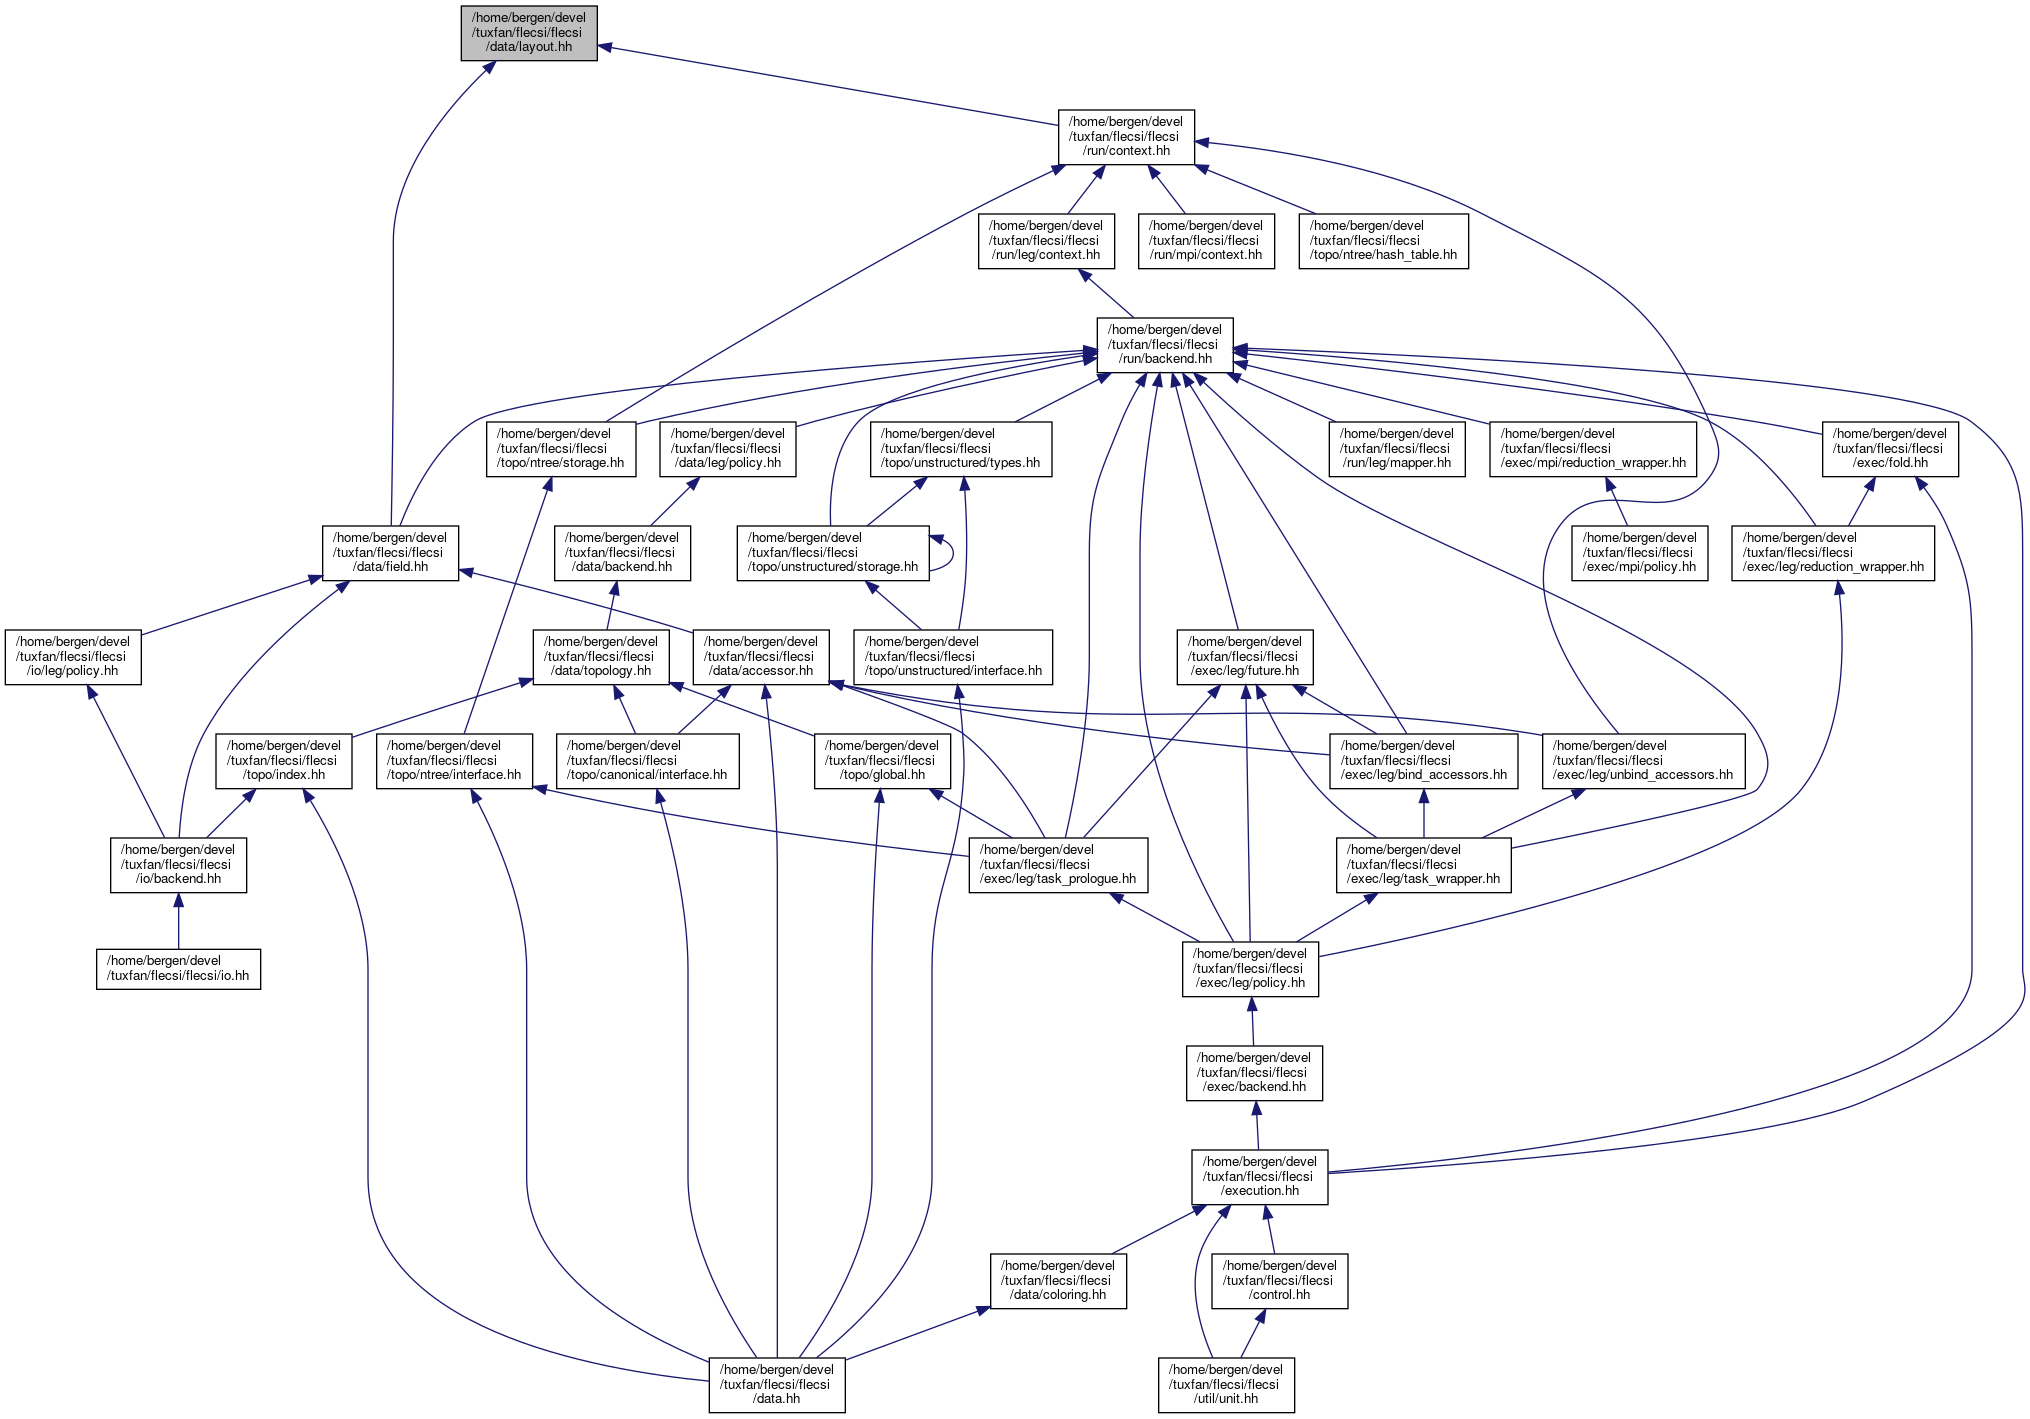 /home/bergen/devel
/tuxfan/flecsi/flecsi
/data/layout.hh
/home/bergen/devel
/tuxfan/flecsi/flecsi
/run/context.hh
/home/bergen/devel
/tuxfan/flecsi/flecsi
/run/leg/context.hh
/home/bergen/devel
/tuxfan/flecsi/flecsi
/run/mpi/context.hh
/home/bergen/devel
/tuxfan/flecsi/flecsi
/topo/ntree/hash_table.hh
/home/bergen/devel
/tuxfan/flecsi/flecsi
/run/backend.hh
/home/bergen/devel
/tuxfan/flecsi/flecsi
/topo/ntree/storage.hh
/home/bergen/devel
/tuxfan/flecsi/flecsi
/data/leg/policy.hh
/home/bergen/devel
/tuxfan/flecsi/flecsi
/topo/unstructured/types.hh
/home/bergen/devel
/tuxfan/flecsi/flecsi
/run/leg/mapper.hh
/home/bergen/devel
/tuxfan/flecsi/flecsi
/exec/mpi/reduction_wrapper.hh
/home/bergen/devel
/tuxfan/flecsi/flecsi
/exec/fold.hh
/home/bergen/devel
/tuxfan/flecsi/flecsi
/data/field.hh
/home/bergen/devel
/tuxfan/flecsi/flecsi
/data/backend.hh
/home/bergen/devel
/tuxfan/flecsi/flecsi
/topo/unstructured/storage.hh
/home/bergen/devel
/tuxfan/flecsi/flecsi
/exec/mpi/policy.hh
/home/bergen/devel
/tuxfan/flecsi/flecsi
/exec/leg/reduction_wrapper.hh
/home/bergen/devel
/tuxfan/flecsi/flecsi
/io/leg/policy.hh
/home/bergen/devel
/tuxfan/flecsi/flecsi
/data/topology.hh
/home/bergen/devel
/tuxfan/flecsi/flecsi
/data/accessor.hh
/home/bergen/devel
/tuxfan/flecsi/flecsi
/topo/unstructured/interface.hh
/home/bergen/devel
/tuxfan/flecsi/flecsi
/exec/leg/future.hh
/home/bergen/devel
/tuxfan/flecsi/flecsi
/topo/index.hh
/home/bergen/devel
/tuxfan/flecsi/flecsi
/topo/ntree/interface.hh
/home/bergen/devel
/tuxfan/flecsi/flecsi
/topo/canonical/interface.hh
/home/bergen/devel
/tuxfan/flecsi/flecsi
/topo/global.hh
/home/bergen/devel
/tuxfan/flecsi/flecsi
/exec/leg/bind_accessors.hh
/home/bergen/devel
/tuxfan/flecsi/flecsi
/exec/leg/unbind_accessors.hh
/home/bergen/devel
/tuxfan/flecsi/flecsi
/io/backend.hh
/home/bergen/devel
/tuxfan/flecsi/flecsi
/exec/leg/task_prologue.hh
/home/bergen/devel
/tuxfan/flecsi/flecsi
/exec/leg/task_wrapper.hh
/home/bergen/devel
/tuxfan/flecsi/flecsi/io.hh
/home/bergen/devel
/tuxfan/flecsi/flecsi
/exec/leg/policy.hh
/home/bergen/devel
/tuxfan/flecsi/flecsi
/exec/backend.hh
/home/bergen/devel
/tuxfan/flecsi/flecsi
/execution.hh
/home/bergen/devel
/tuxfan/flecsi/flecsi
/data/coloring.hh
/home/bergen/devel
/tuxfan/flecsi/flecsi
/control.hh
/home/bergen/devel
/tuxfan/flecsi/flecsi
/data.hh
/home/bergen/devel
/tuxfan/flecsi/flecsi
/util/unit.hh